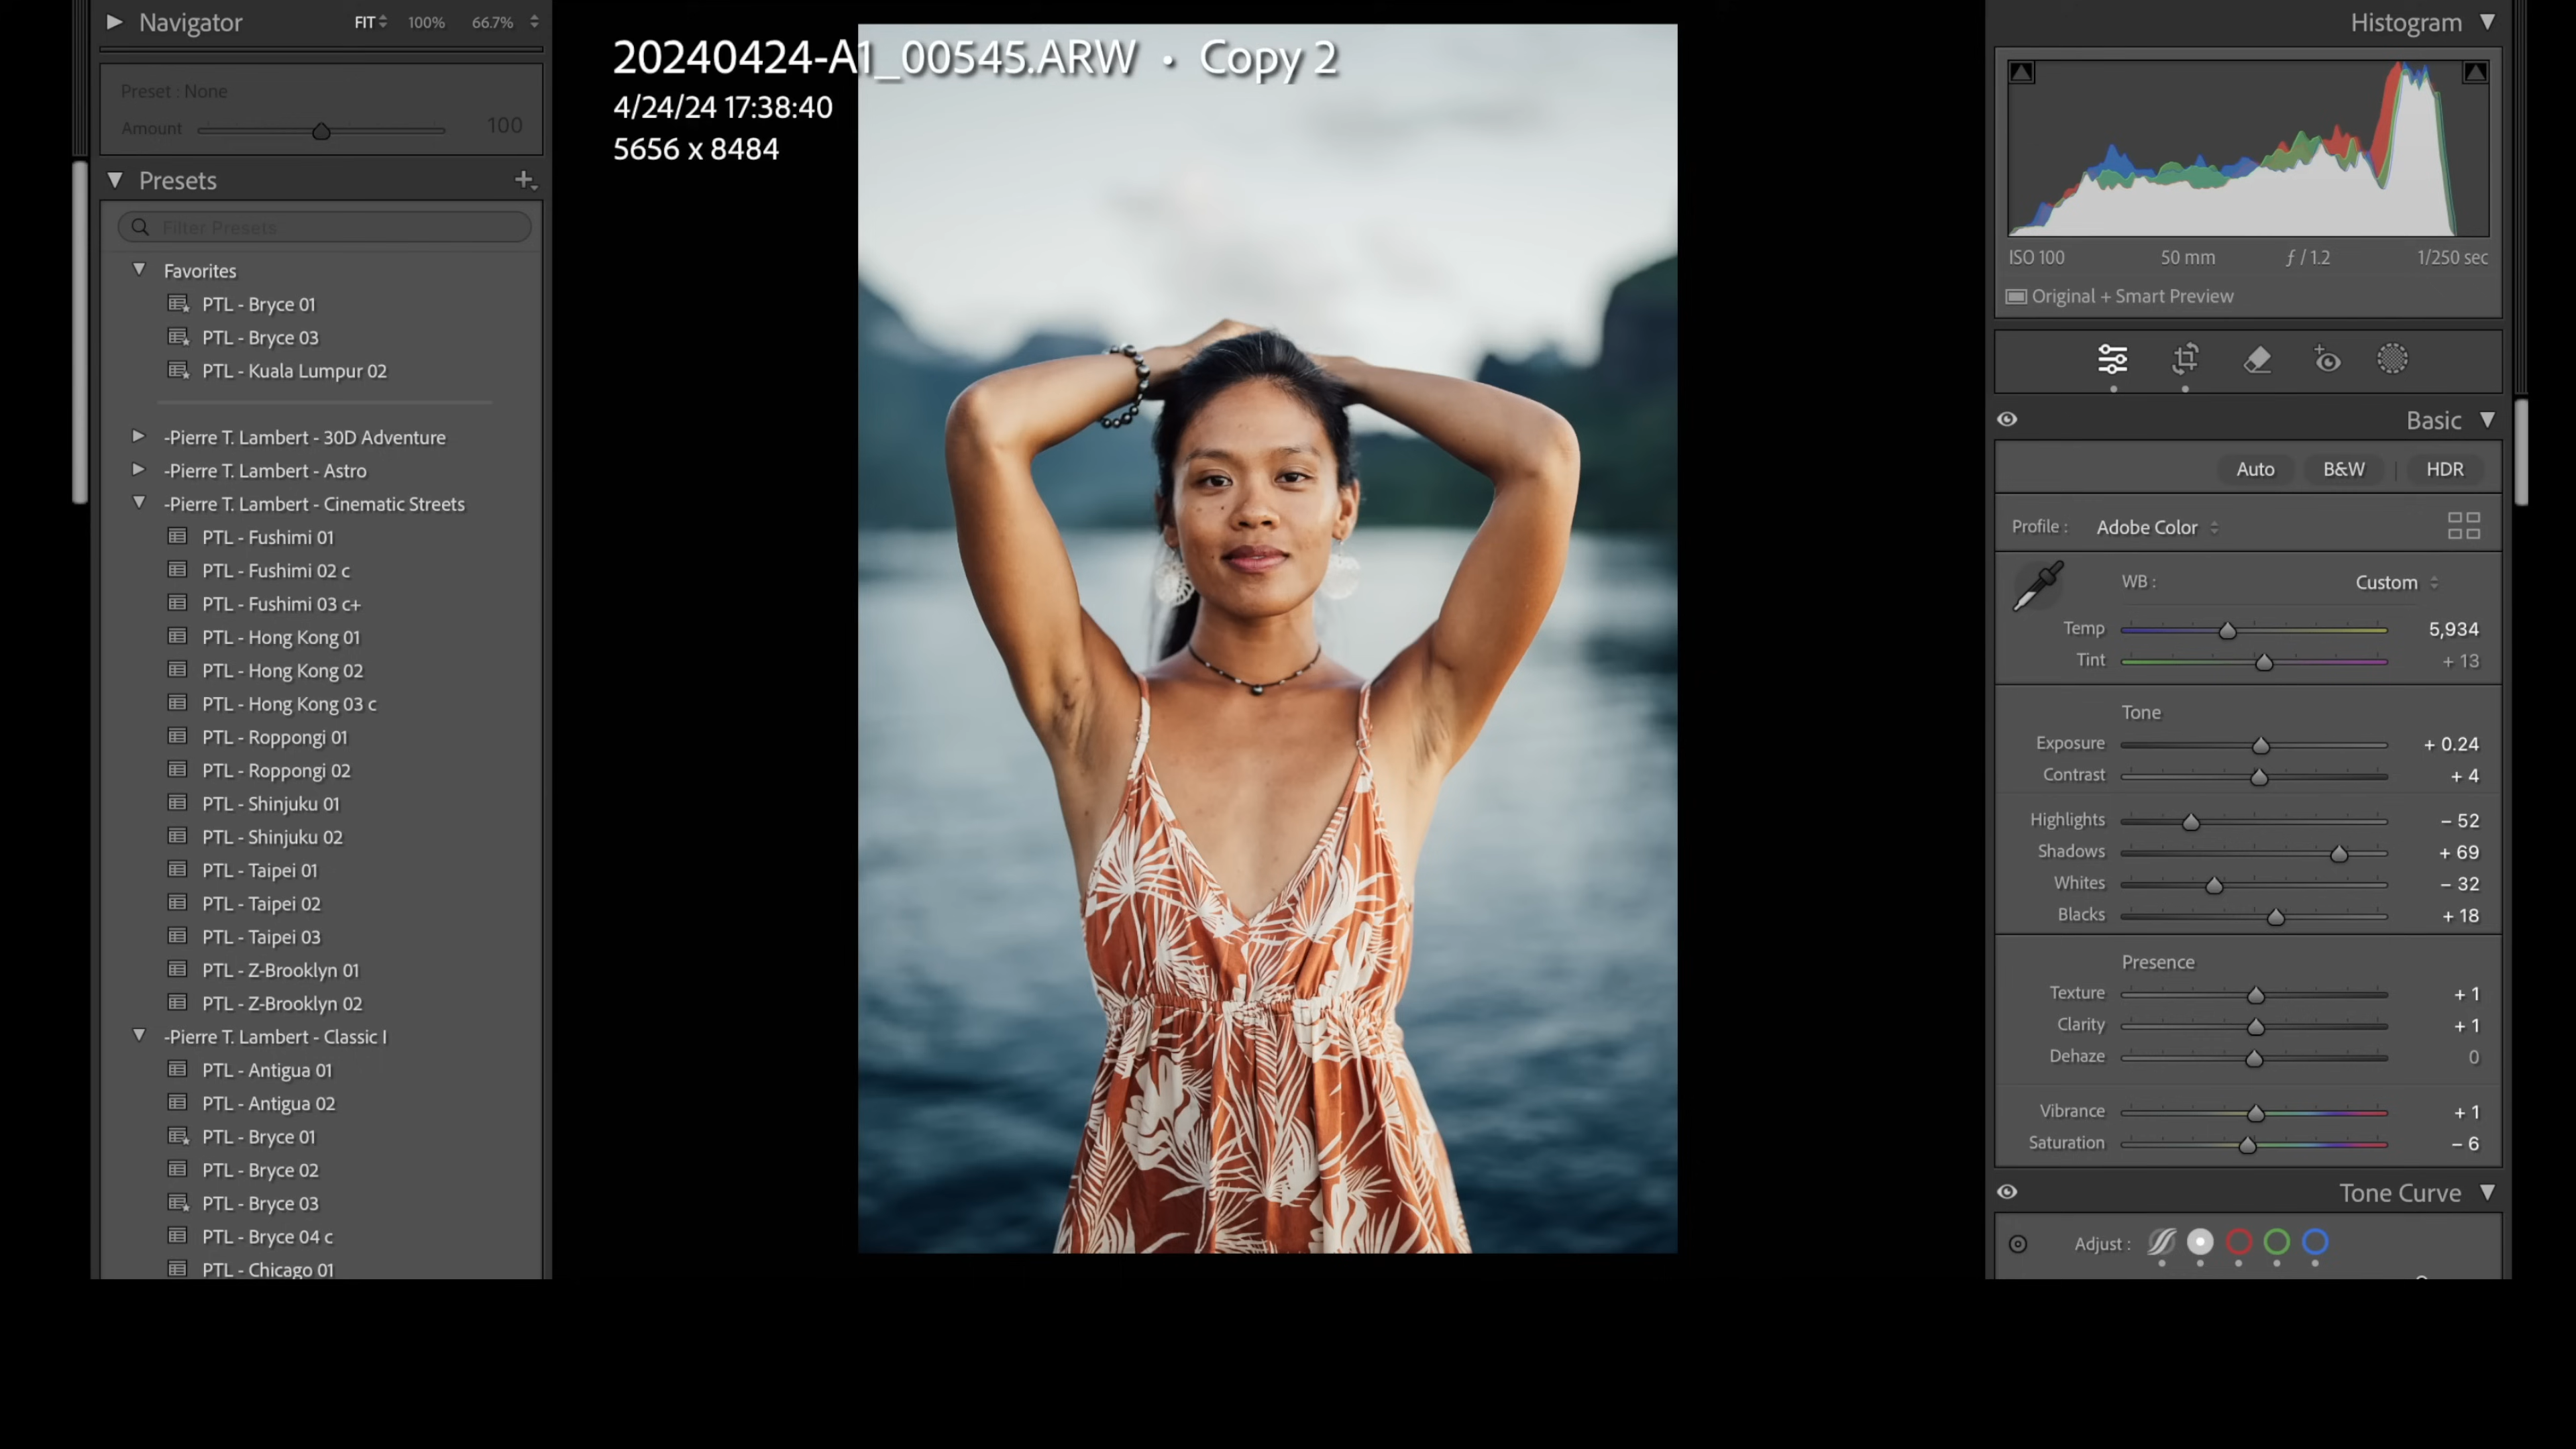 Navigator FIT 100% 66.7%
Preset : None
Amount 100
Presets
Filter Presets
Favorites
PTL - Bryce 01
PTL - Bryce 03
PTL - Kuala Lumpur 02
-Pierre T. Lambert - 30D Adventure
-Pierre T. Lambert - Astro
-Pierre T. Lambert - Cinematic Streets
PTL - Fushimi 01
PTL - Fushimi 02 c
PTL - Fushimi 03 c+
PTL - Hong Kong 01
PTL - Hong Kong 02
PTL - Hong Kong 03 c
PTL - Roppongi 01
PTL - Roppongi 02
PTL - Shinjuku 01
PTL - Shinjuku 02
PTL - Taipei 01
PTL - Taipei 02
PTL - Taipei 03
PTL - Z-Brooklyn 01
PTL - Z-Brooklyn 02
-Pierre T. Lambert - Classic I
PTL - Antigua 01
PTL - Antigua 02
PTL - Bryce 01
PTL - Bryce 02
PTL - Bryce 03
PTL - Bryce 04 c
PTL - Chicago 01
20240424-A1_00545.ARW • Copy 2
4/24/24 17:38:40
5656 x 8484
Histogram
ISO 100 50 mm ƒ / 1.2 1/250 sec
Original + Smart Preview
Basic
Auto B&W HDR
Profile : Adobe Color
WB : Custom
Temp 5,934
Tint + 13
Tone
Exposure + 0.24
Contrast + 4
Highlights – 52
Shadows + 69
Whites – 32
Blacks + 18
Presence
Texture + 1
Clarity + 1
Dehaze 0
Vibrance + 1
Saturation – 6
Tone Curve
Adjust :